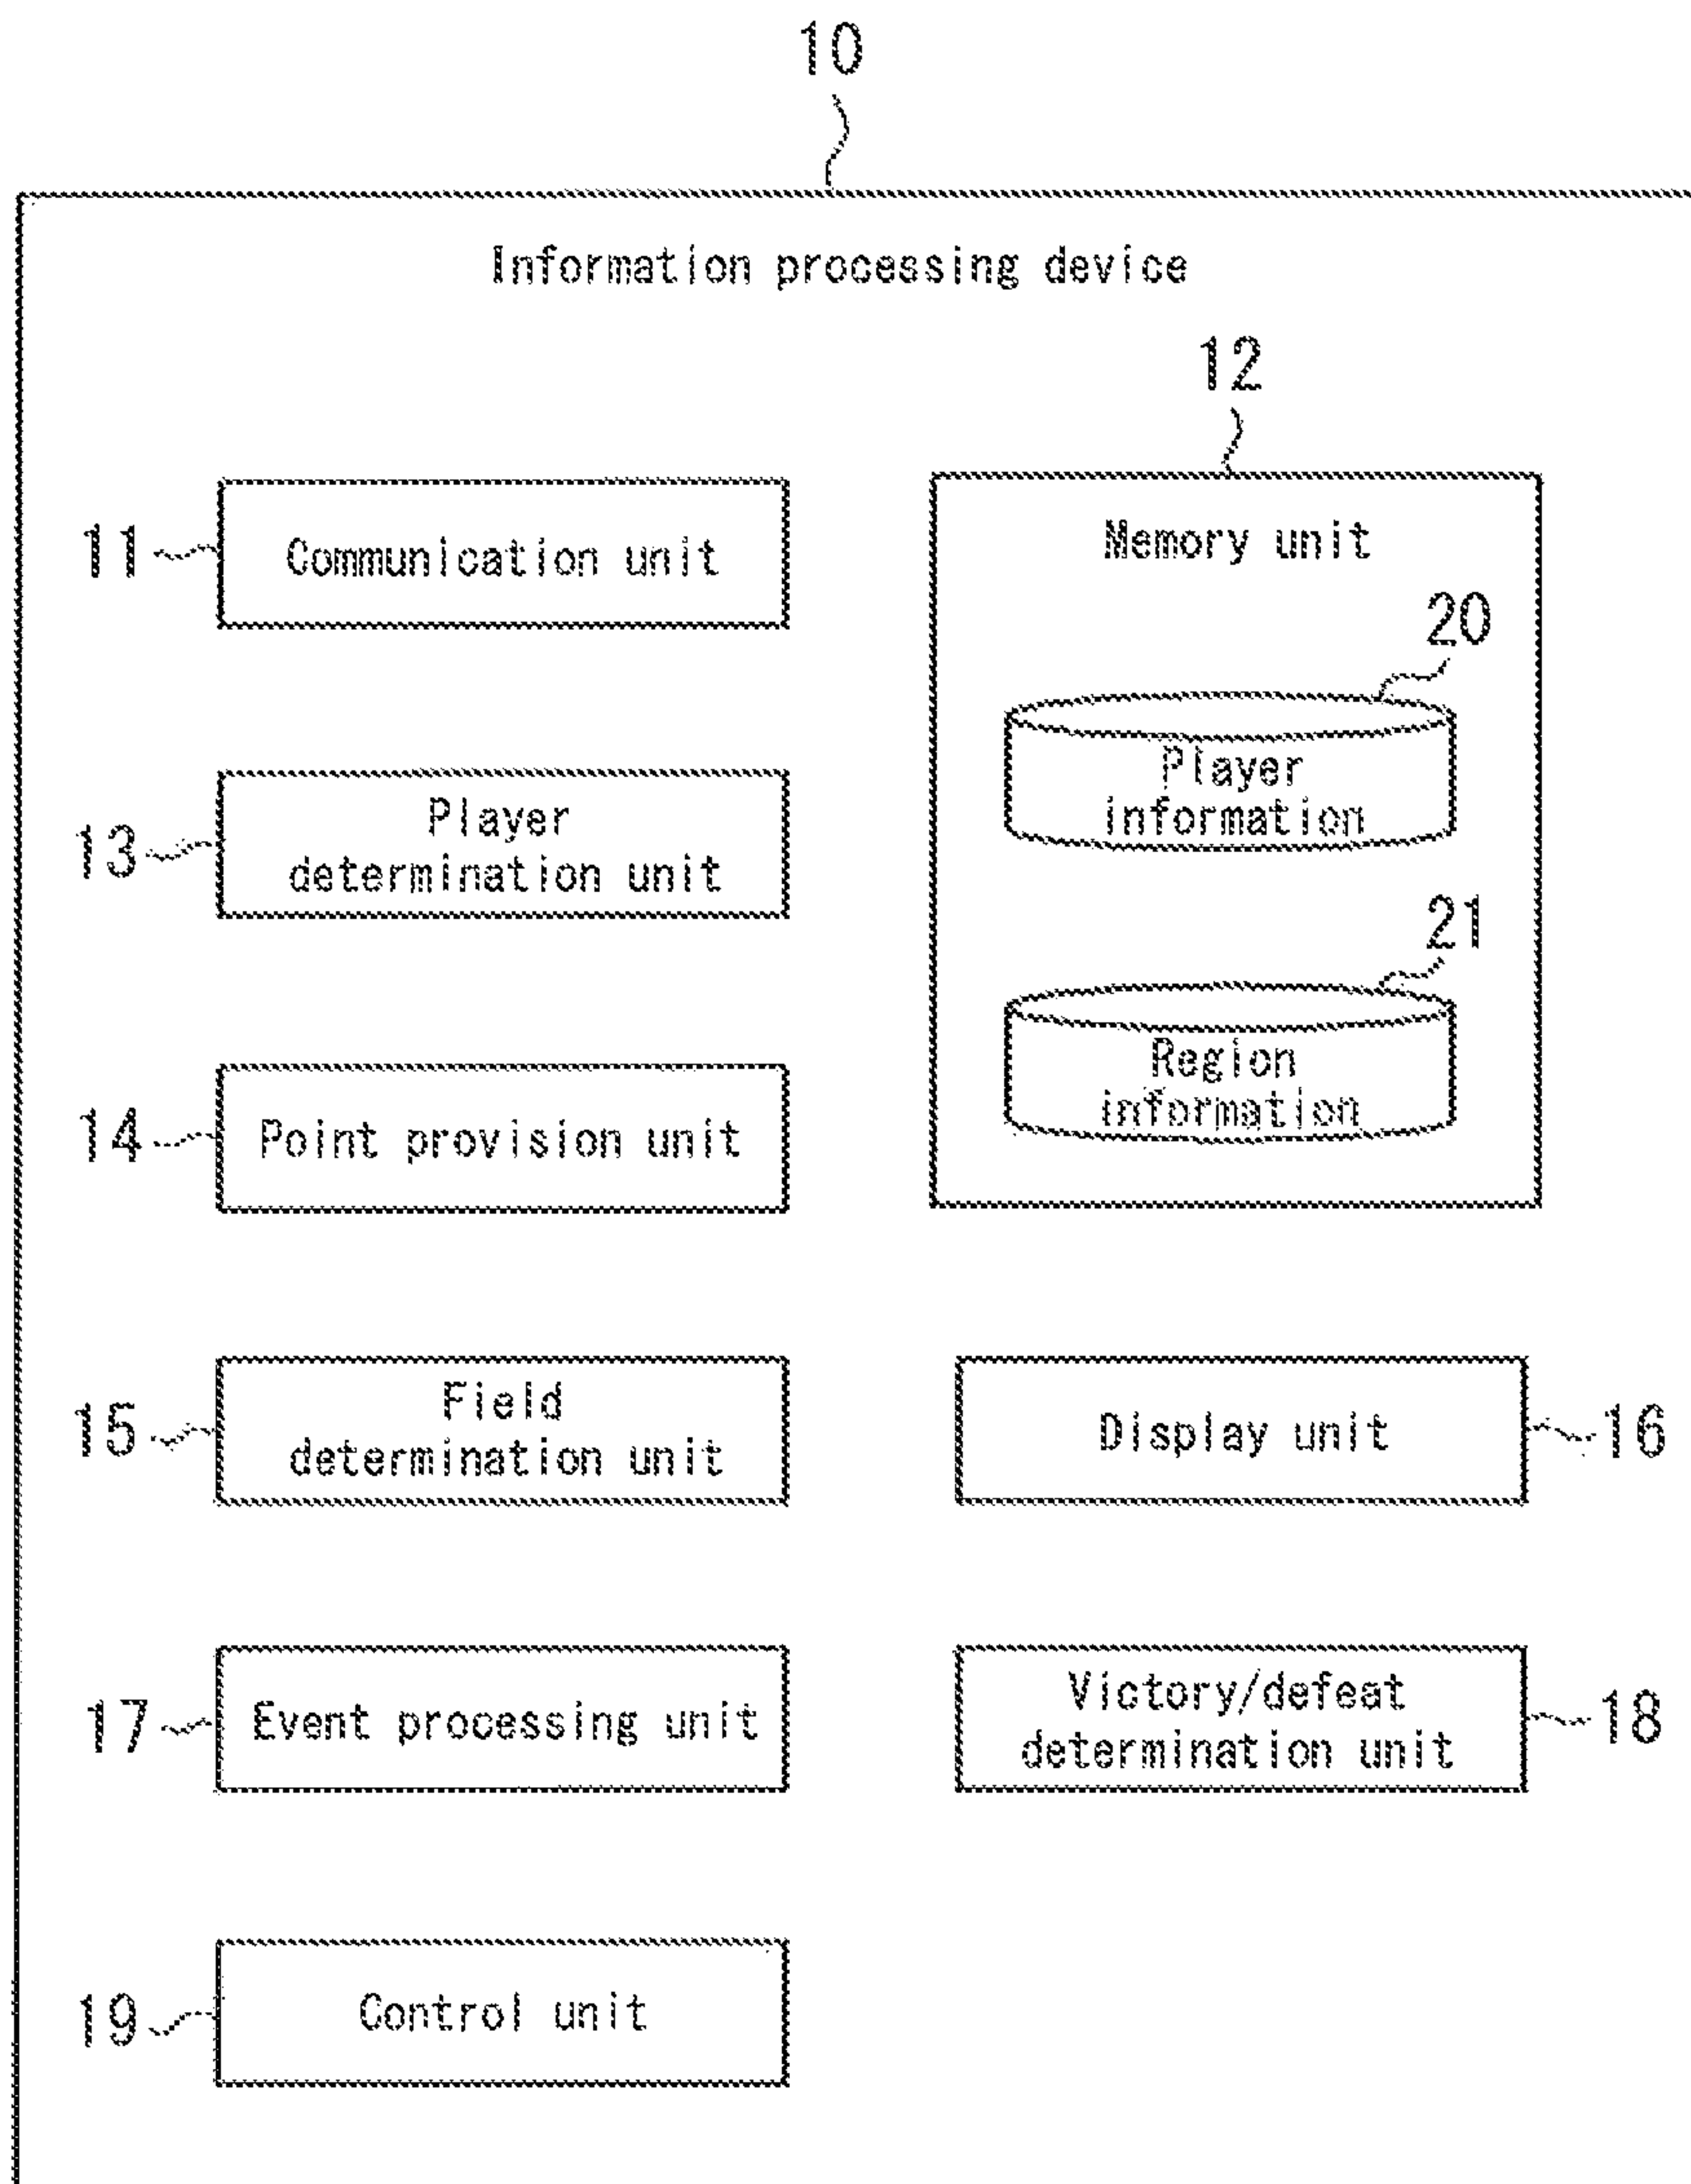 10
Information processing device
12
11
Communication unit
Memory unit
20
Player
information
13
Player
determination unit
21
Region
information
14
Point provision unit
15
Field
determination unit
Display unit
16
17
Event processing unit
Victory/defeat
determination unit
18
19
Control unit